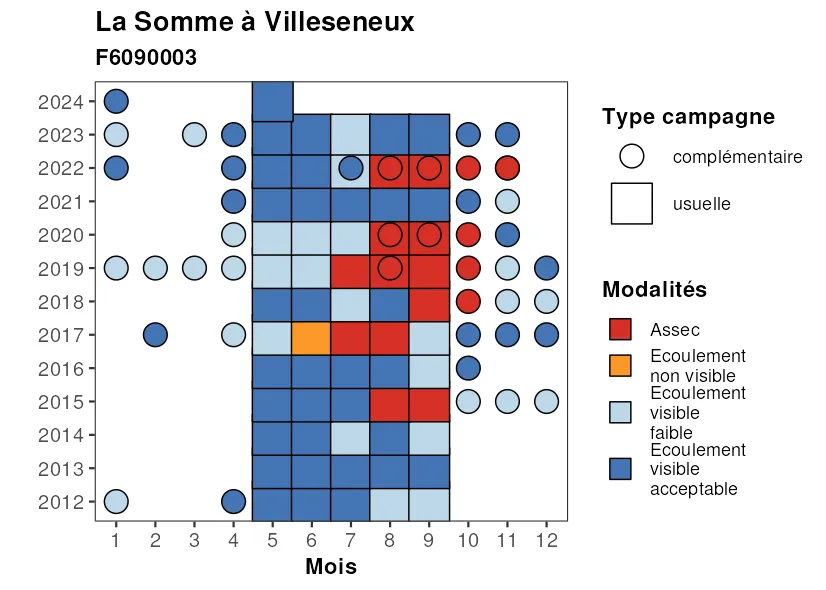 La Somme à Villeseneux
F6090003
2024
2023
2022
2021
2020
2019
2018
2017
2016
2015
2014
2013
2012
1 2 3 4 5 6 7 8 9 10 11 12
Mois
Type campagne
complémentaire
usuelle
Modalités
Assec
Ecoulement
non visible
Ecoulement
visible
faible
Ecoulement
visible
acceptable